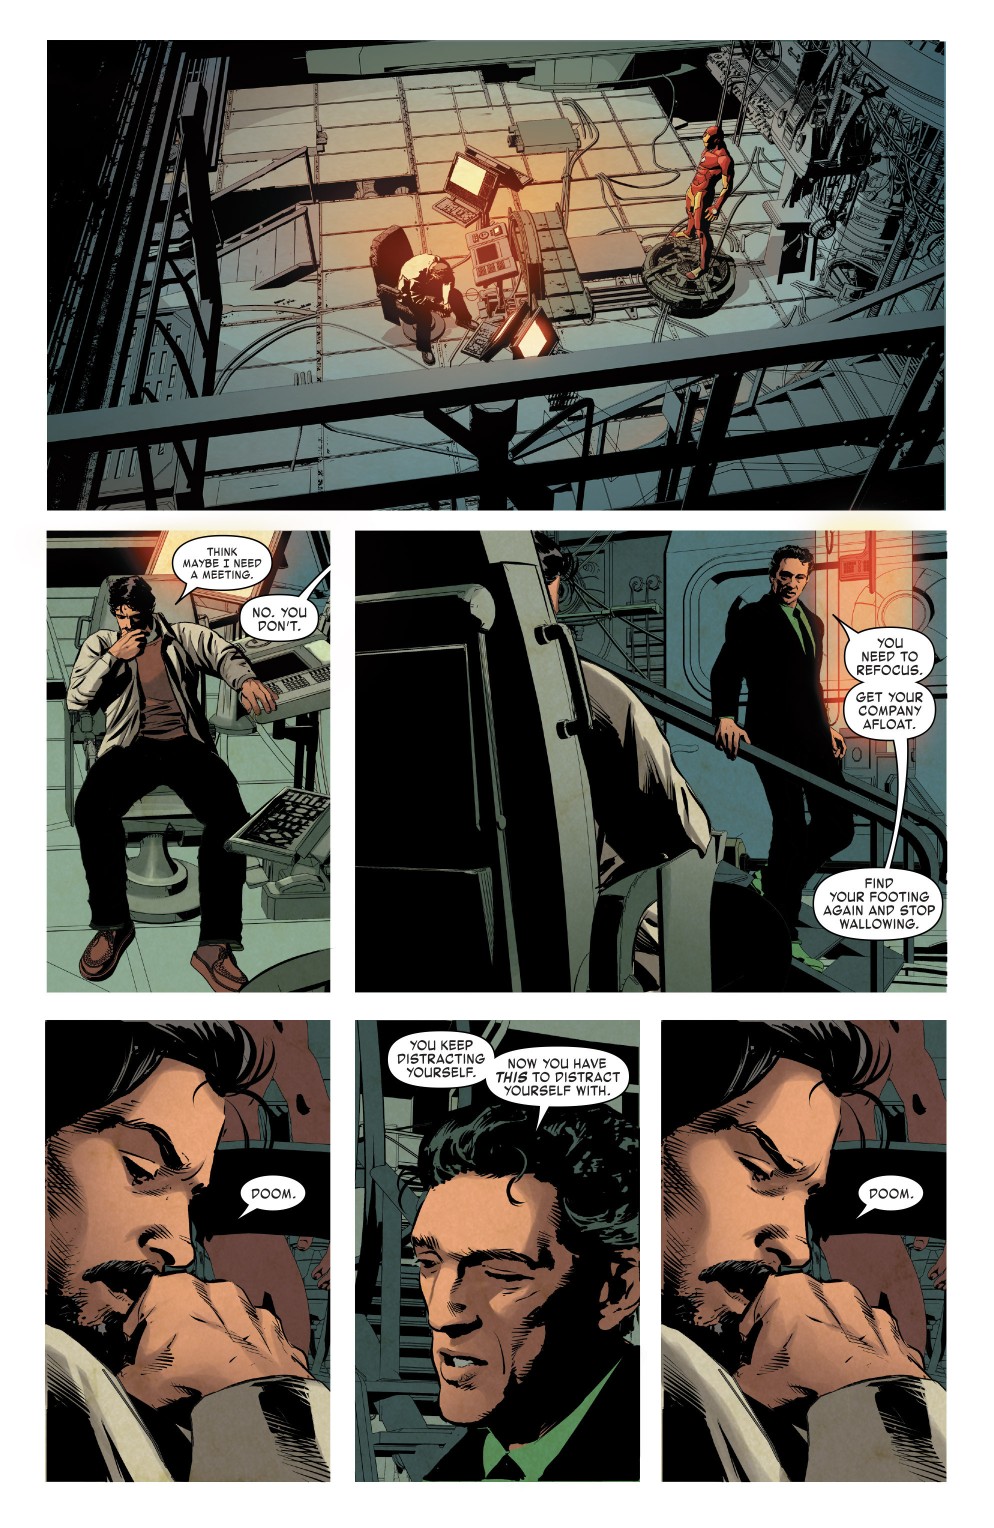 THINK
MAYBE I NEED
A MEETING.
NO. YOU
DON'T.
YOU
NEED TO
REFOCUS.
GET YOUR
COMPANY
AFLOAT.
FIND
YOUR FOOTING
AGAIN AND STOP
WALLOWING.
DOOM.
YOU KEEP
DISTRACTING
YOURSELF.
NOW YOU HAVE
THIS TO DISTRACT
YOURSELF WITH.
DOOM.